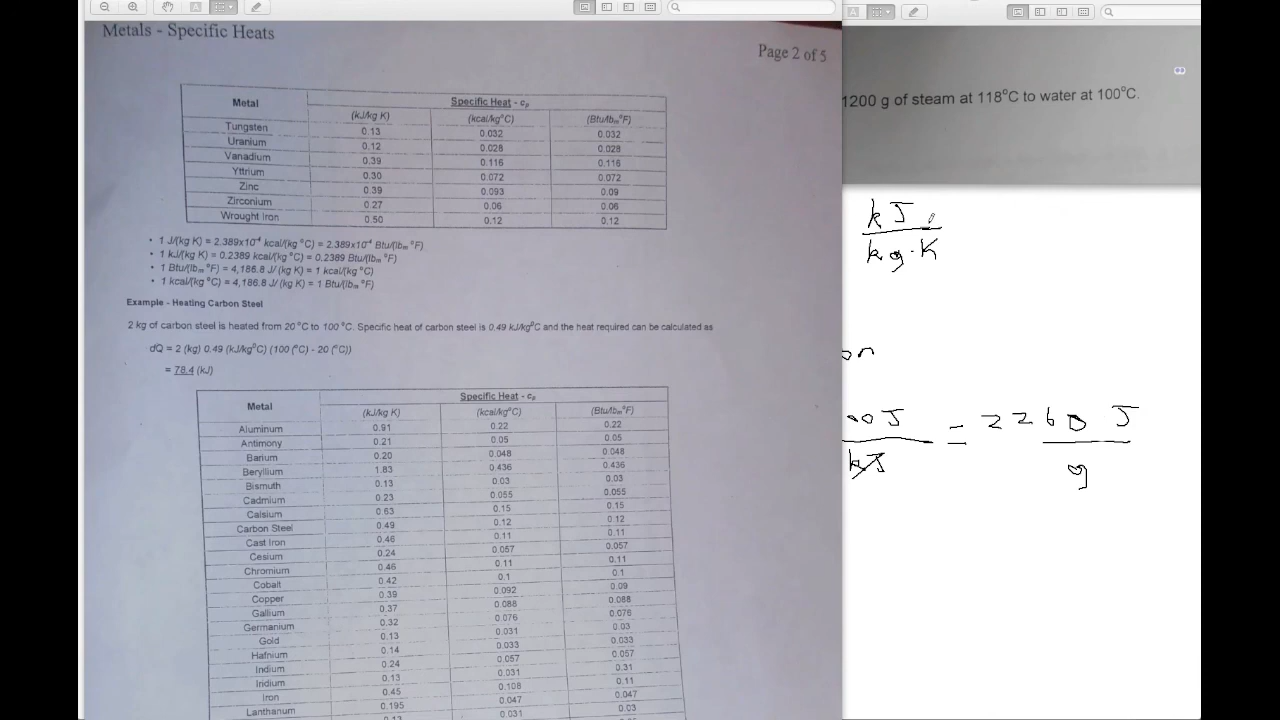 Metals - Specific Heats
Page 2 of 5
Metal Specific Heat - cp
(kJ/kg K) (kcal/kg°C) (Btu/lbm°F)
Tungsten 0.13 0.032 0.032
Uranium 0.12 0.028 0.028
Vanadium 0.39 0.116 0.116
Yttrium 0.30 0.072 0.072
Zinc 0.39 0.093 0.09
Zirconium 0.27 0.06 0.06
Wrought Iron 0.50 0.12 0.12
• 1 J/(kg K) = 2.389x10⁻⁴ kcal/(kg °C) = 2.389x10⁻⁴ Btu/(lbm °F)
• 1 kJ/(kg K) = 0.2389 kcal/(kg °C) = 0.2389 Btu/(lbm °F)
• 1 Btu/(lbm °F) = 4,186.8 J/ (kg K) = 1 kcal/(kg °C)
• 1 kcal/(kg °C) = 4,186.8 J/ (kg K) = 1 Btu/(lbm °F)
Example - Heating Carbon Steel
2 kg of carbon steel is heated from 20 °C to 100 °C. Specific heat of carbon steel is 0.49 kJ/kg°C and the heat required can be calculated as
dQ = 2 (kg) 0.49 (kJ/kg°C) (100 (°C) - 20 (°C))
= 78.4 (kJ)
Metal Specific Heat - cp
(kJ/kg K) (kcal/kg°C) (Btu/lbm°F)
Aluminum 0.91 0.22 0.22
Antimony 0.21 0.05 0.05
Barium 0.20 0.048 0.048
Beryllium 1.83 0.436 0.436
Bismuth 0.13 0.03 0.03
Cadmium 0.23 0.055 0.055
Calsium 0.63 0.15 0.15
Carbon Steel 0.49 0.12 0.12
Cast Iron 0.46 0.11 0.11
Cesium 0.24 0.057 0.057
Chromium 0.46 0.11 0.11
Cobalt 0.42 0.1 0.1
Copper 0.39 0.092 0.09
Gallium 0.37 0.088 0.088
Germanium 0.32 0.076 0.076
Gold 0.13 0.031 0.03
Hafnium 0.14 0.033 0.033
Indium 0.24 0.057 0.057
Iridium 0.13 0.031 0.31
Iron 0.45 0.108 0.11
Lanthanum 0.195 0.047 0.047
0.031 0.03
1200 g of steam at 118°C to water at 100°C.
kJ
kg·K
on
00J = 2260 J
kJ g